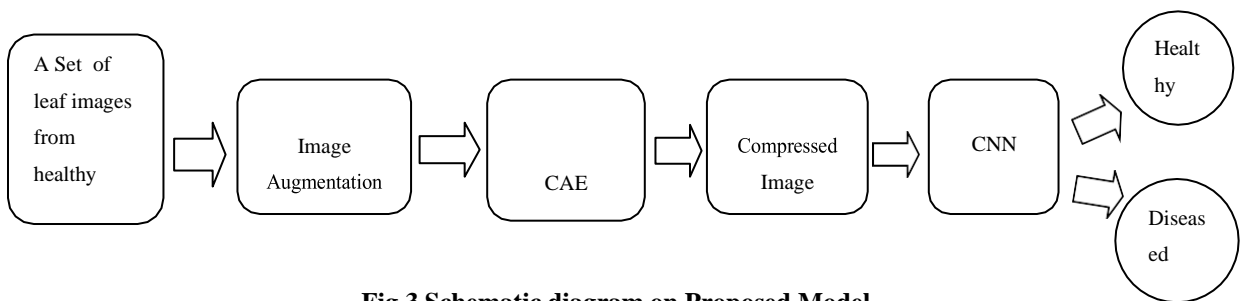 A Set of
leaf images
from
healthy
Image
Augmentation
CAE
Compressed
Image
CNN
Healt
hy
Diseas
ed
Fig 3 Schematic diagram on Proposed Model